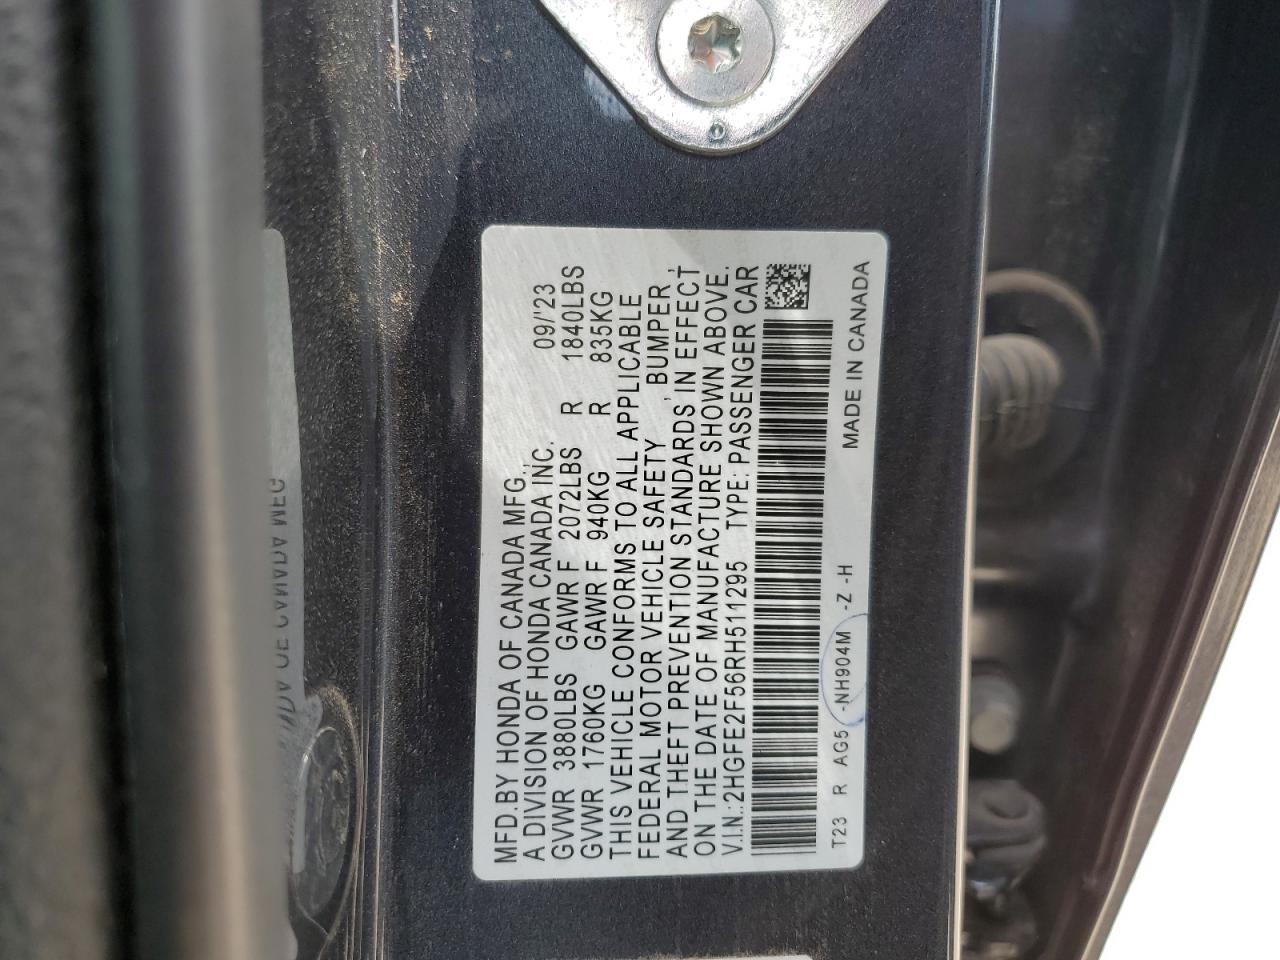 MFD.BY HONDA OF CANADA MFG.,
A DIVISION OF HONDA CANADA INC. 09/'23
GVWR 3880LBS GAWR F 2072LBS R 1840LBS
GVWR 1760KG GAWR F 940KG R 835KG
THIS VEHICLE CONFORMS TO ALL APPLICABLE
FEDERAL MOTOR VEHICLE SAFETY , BUMPER ,
AND THEFT PREVENTION STANDARDS IN EFFECT
ON THE DATE OF MANUFACTURE SHOWN ABOVE.
V.I.N.:2HGFE2F56RH511295 TYPE: PASSENGER CAR
T23 R AG5 -NH904M -Z -H
MADE IN CANADA